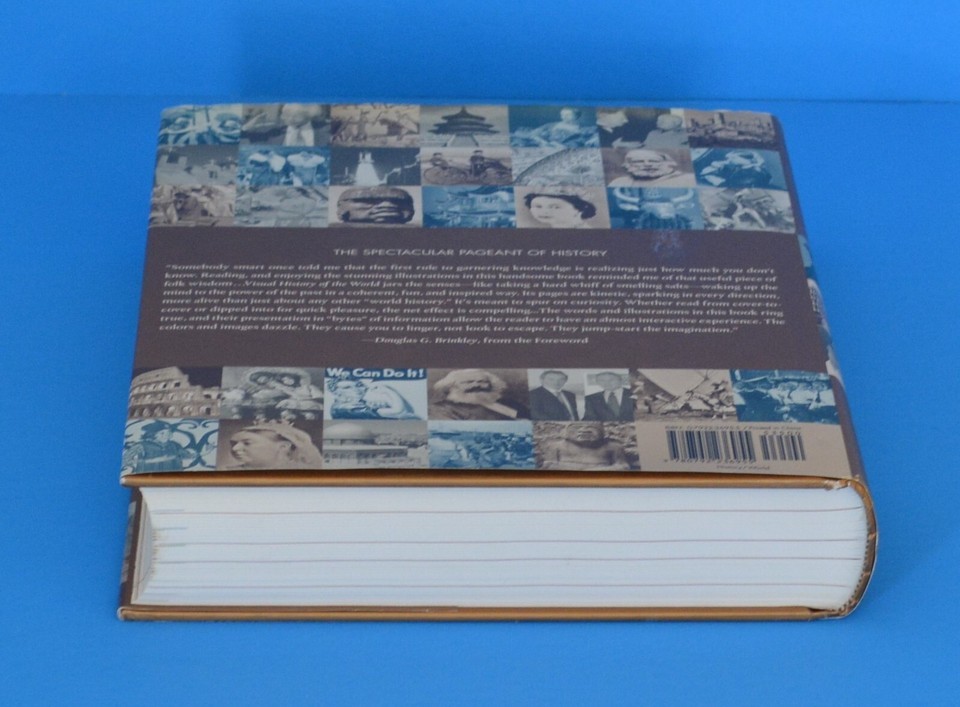 THE SPECTACULAR PAGEANT OF HISTORY
"Somebody smart once told me that the first rule to garnering knowledge is realizing just how much you don't
know. Reading, and enjoying the stunning illustrations in this handsome book reminded me of that useful piece of
folk wisdom...Visual History of the World jars the senses—like taking a hard whiff of smelling salts—waking up the
mind to the power of the past in a coherent, fun, and inspired way. Its pages are kinetic, sparking in every direction,
more alive than just about any other "world history." It's meant to spur on curiosity. Whether read from cover-to-
cover or dipped into for quick pleasure, the net effect is compelling...The words and illustrations in this book ring
true, and their presentation in "bytes" of information allow the reader to have an almost interactive experience. The
colors and images dazzle. They cause you to linger, not look to escape. They jump-start the imagination."
—Douglas G. Brinkley, from the Foreword
We Can Do It!
History/World